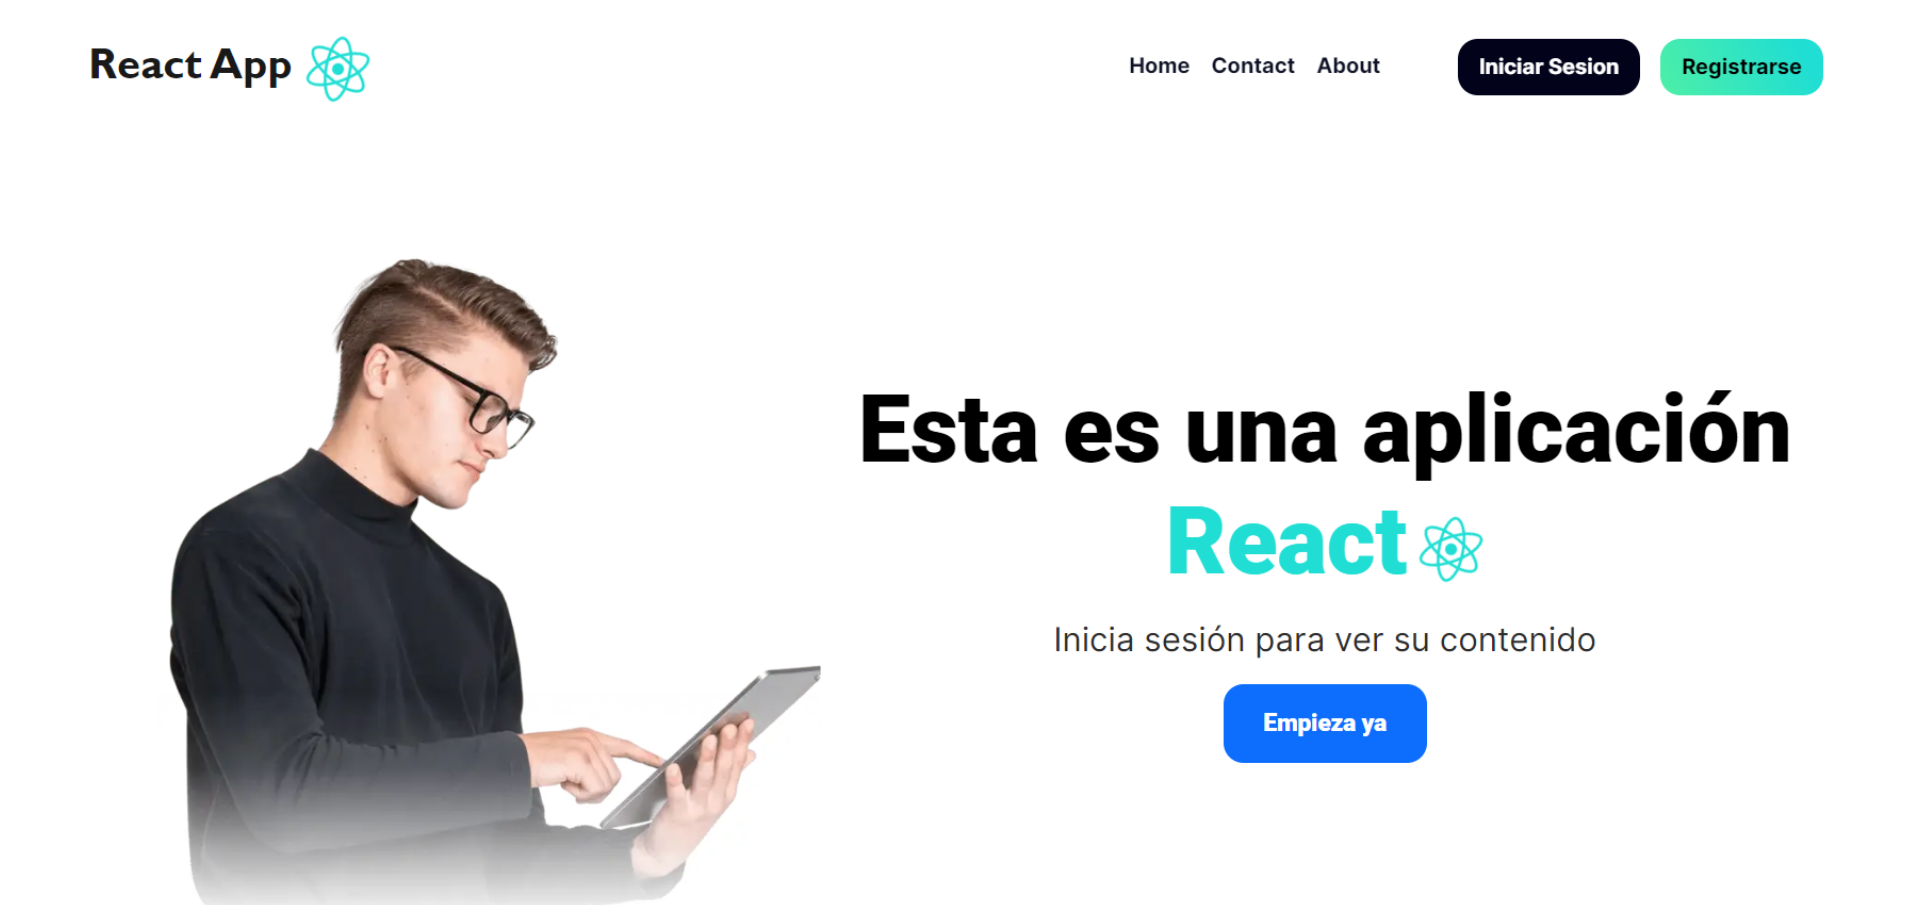 React App
Home Contact About Iniciar Sesion Registrarse
Esta es una aplicación
React
Inicia sesión para ver su contenido
Empieza ya